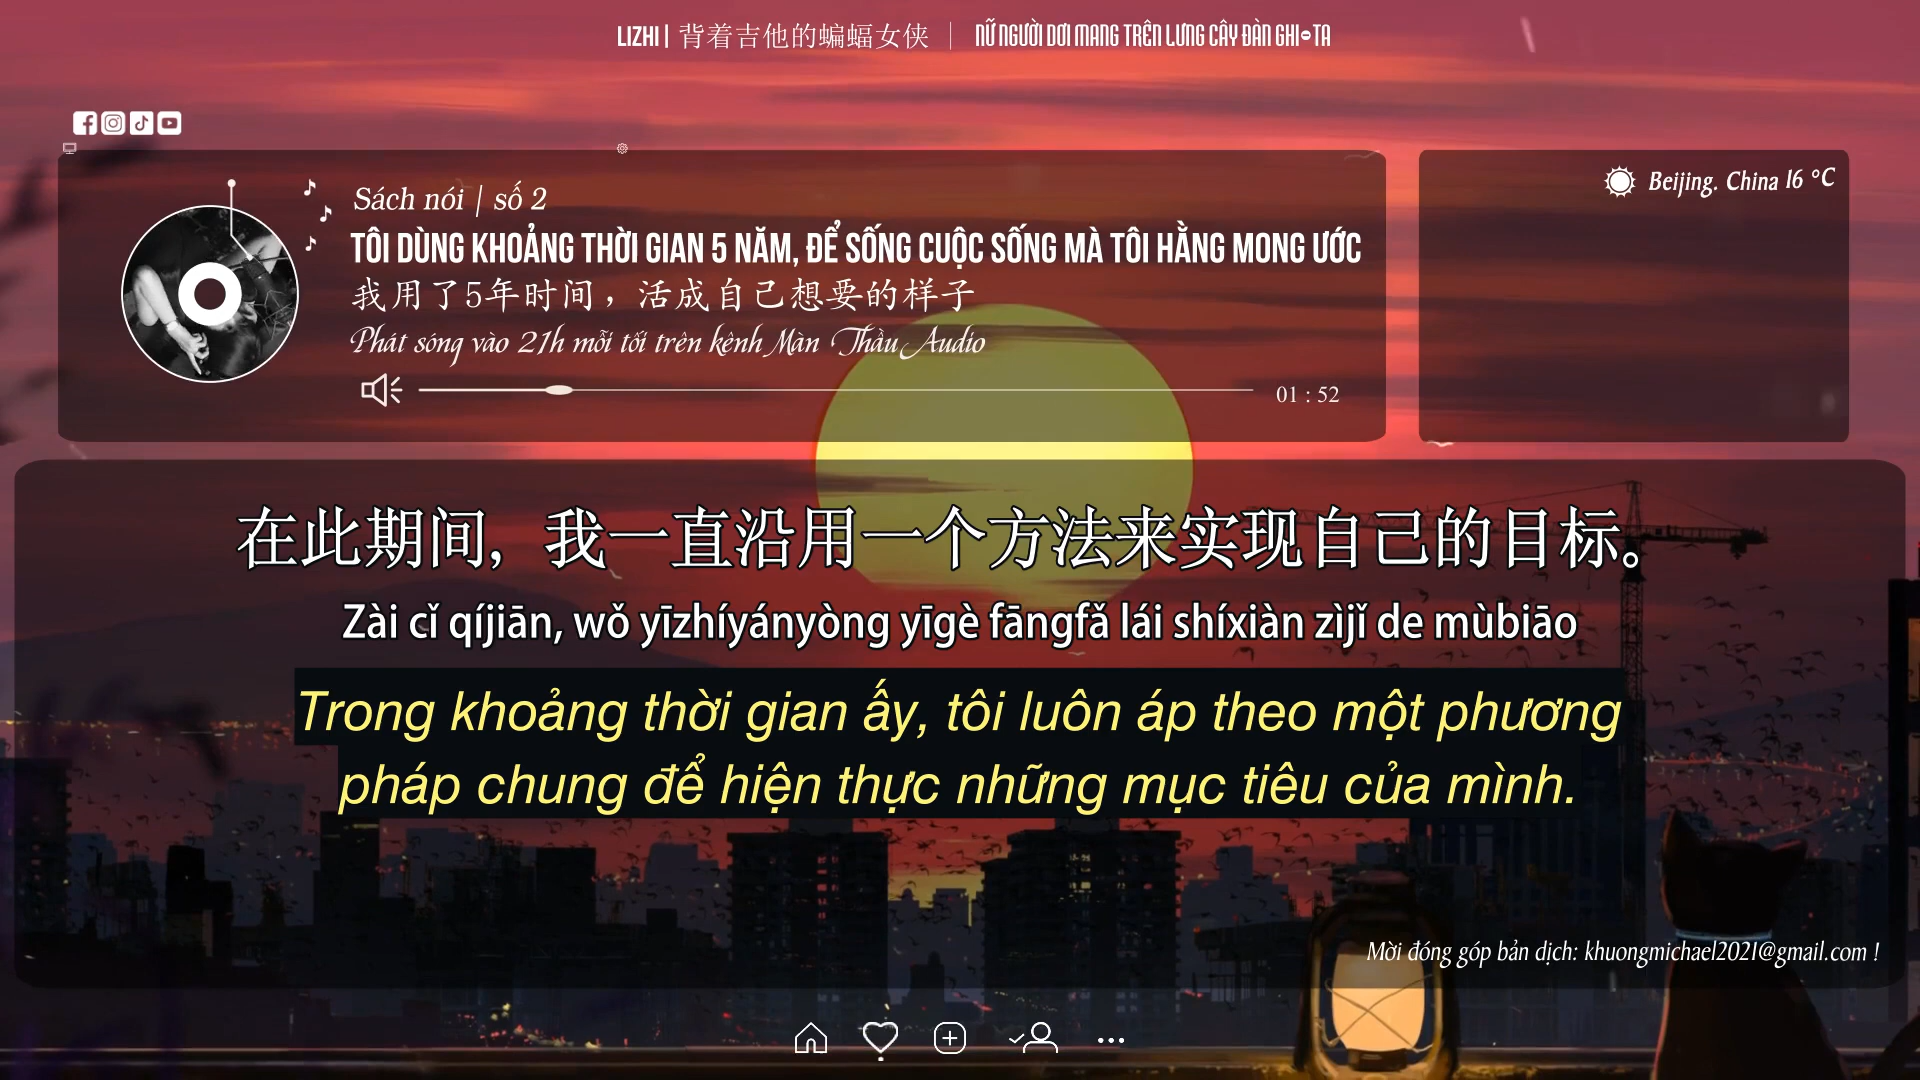 LIZHI | 背着吉他的蝙蝠女侠 | NỮ NGƯỜI DƠI MANG TRÊN LƯNG CÂY ĐÀN GHI-TA
Sách nói | số 2
TÔI DÙNG KHOẢNG THỜI GIAN 5 NĂM, ĐỂ SỐNG CUỘC SỐNG MÀ TÔI HẰNG MONG ƯỚC
我用了5年时间，活成自己想要的样子
Phát sóng vào 21h mỗi tối trên kênh Màn Thầu Audio
01 : 52
Beijing. China 16 °C
在此期间，我一直沿用一个方法来实现自己的目标。
Zài cǐ qíjiān, wǒ yīzhíyányòng yīgè fāngfǎ lái shíxiàn zìjǐ de mùbiāo
Trong khoảng thời gian ấy, tôi luôn áp theo một phương
pháp chung để hiện thực những mục tiêu của mình.
Mời đóng góp bản dịch: khuongmichael2021@gmail.com !